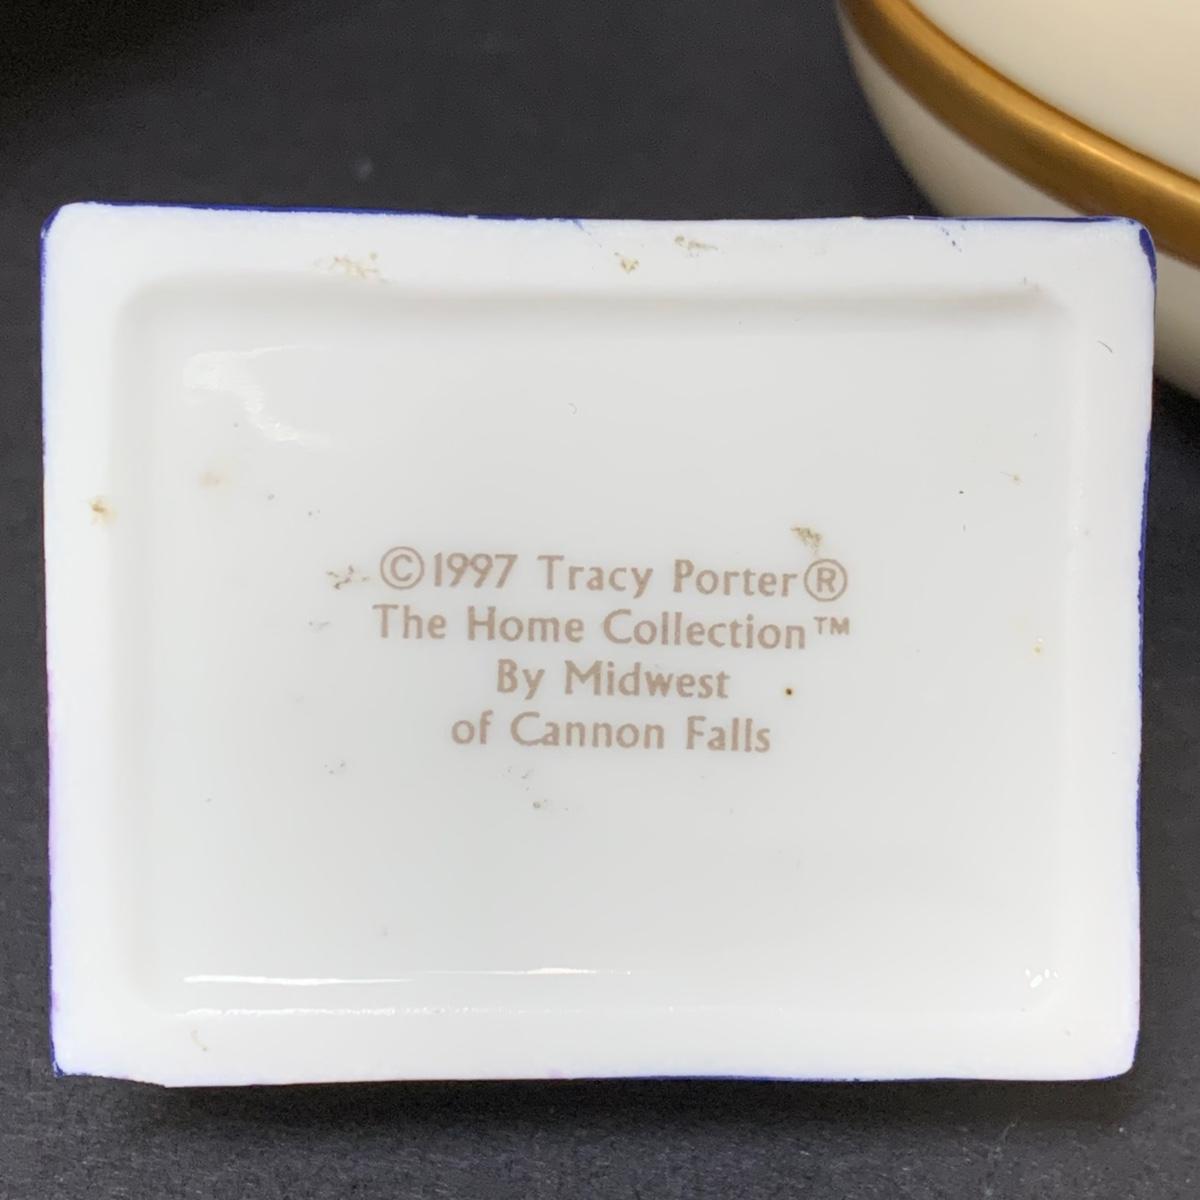 ©1997 Tracy Porter®
The Home Collection™
By Midwest
of Cannon Falls